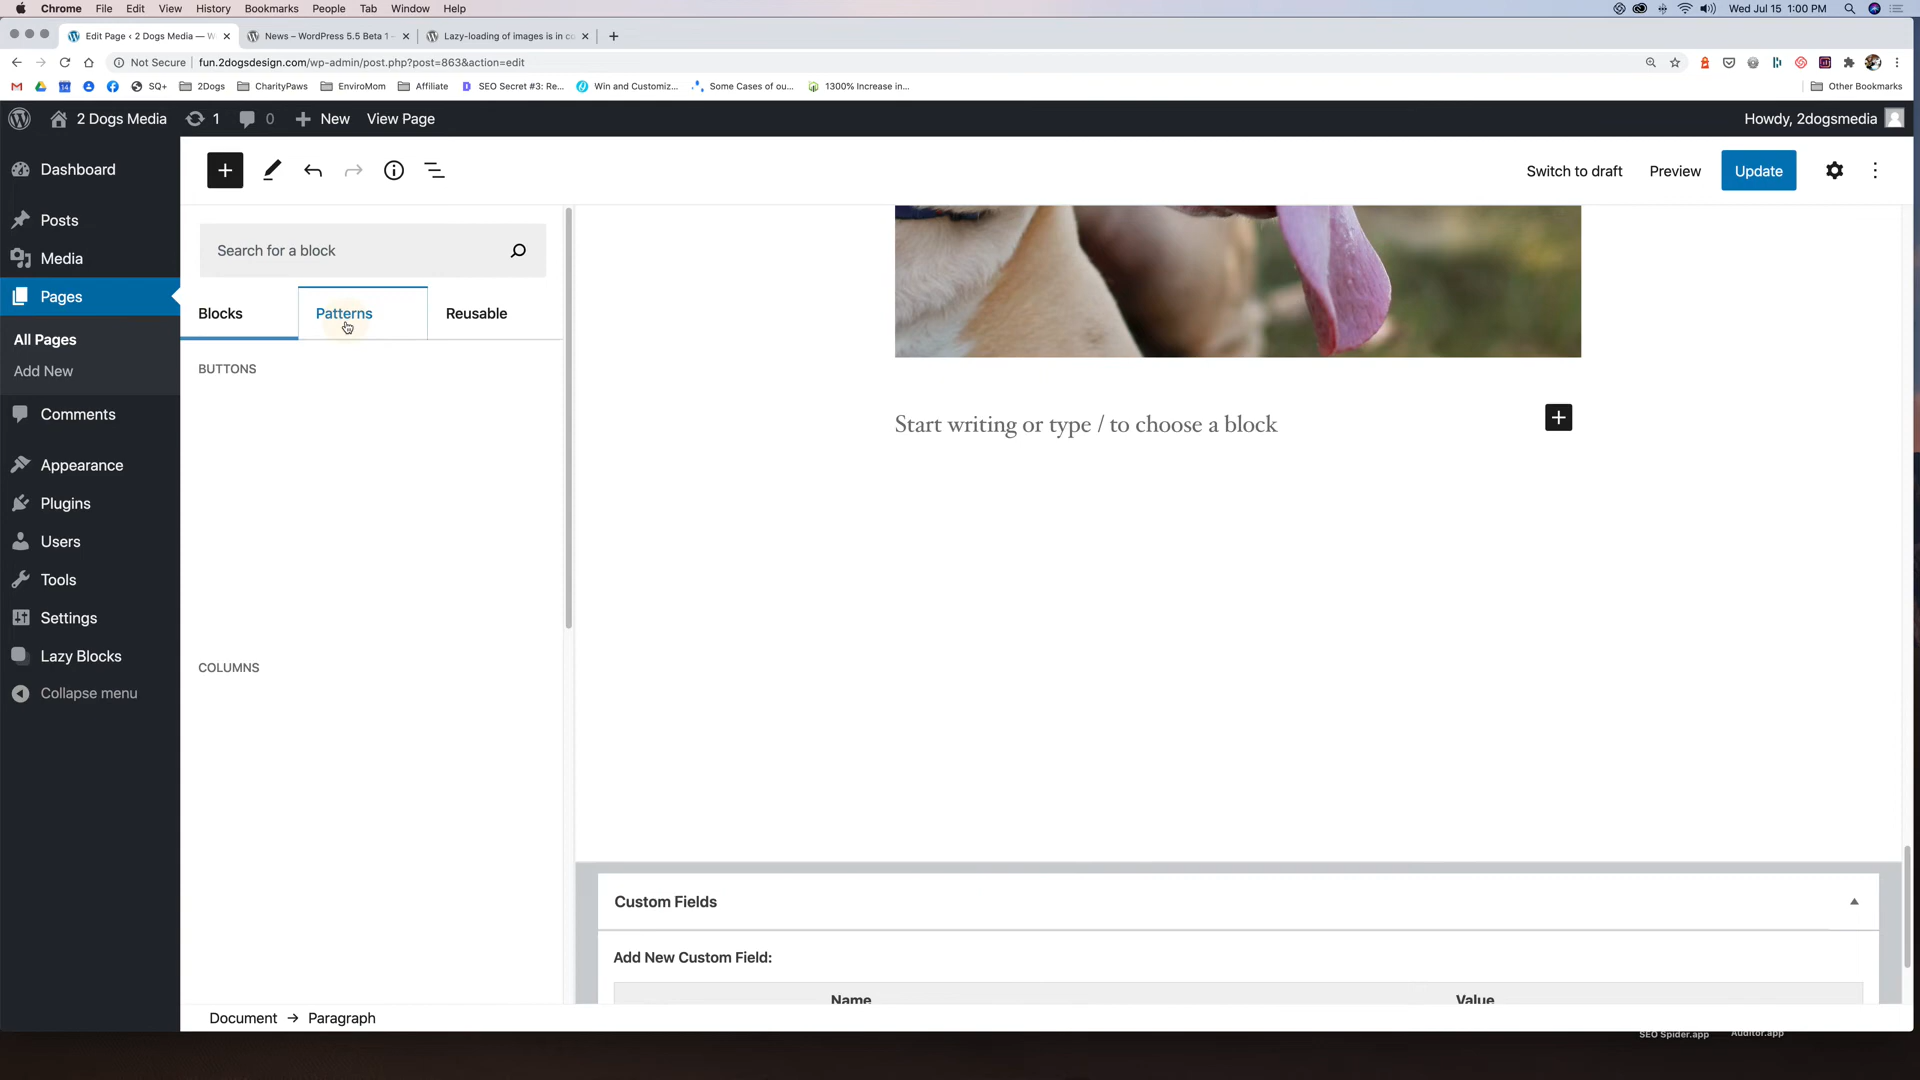 Chrome File Edit View History Bookmarks People Tab Window Help Wed Jul 15 1:00 PM
Edit Page ‹ 2 Dogs Media — W News – WordPress 5.5 Beta 1 – Lazy-loading of images is in co
Not Secure fun.2dogsdesign.com/wp-admin/post.php?post=863&action=edit
SQ+ 2Dogs CharityPaws EnviroMom Affiliate SEO Secret #3: Re... Win and Customiz... Some Cases of ou... 1300% Increase in... Other Bookmarks
2 Dogs Media 1 0 New View Page Howdy, 2dogsmedia
Dashboard
Posts
Media
Pages
All Pages
Add New
Comments
Appearance
Plugins
Users
Tools
Settings
Lazy Blocks
Collapse menu
Switch to draft Preview Update
Search for a block
Blocks Patterns Reusable
BUTTONS
COLUMNS
Start writing or type / to choose a block
Custom Fields
Add New Custom Field:
Name Value
Document → Paragraph
SEO Spider.app Auditor.app